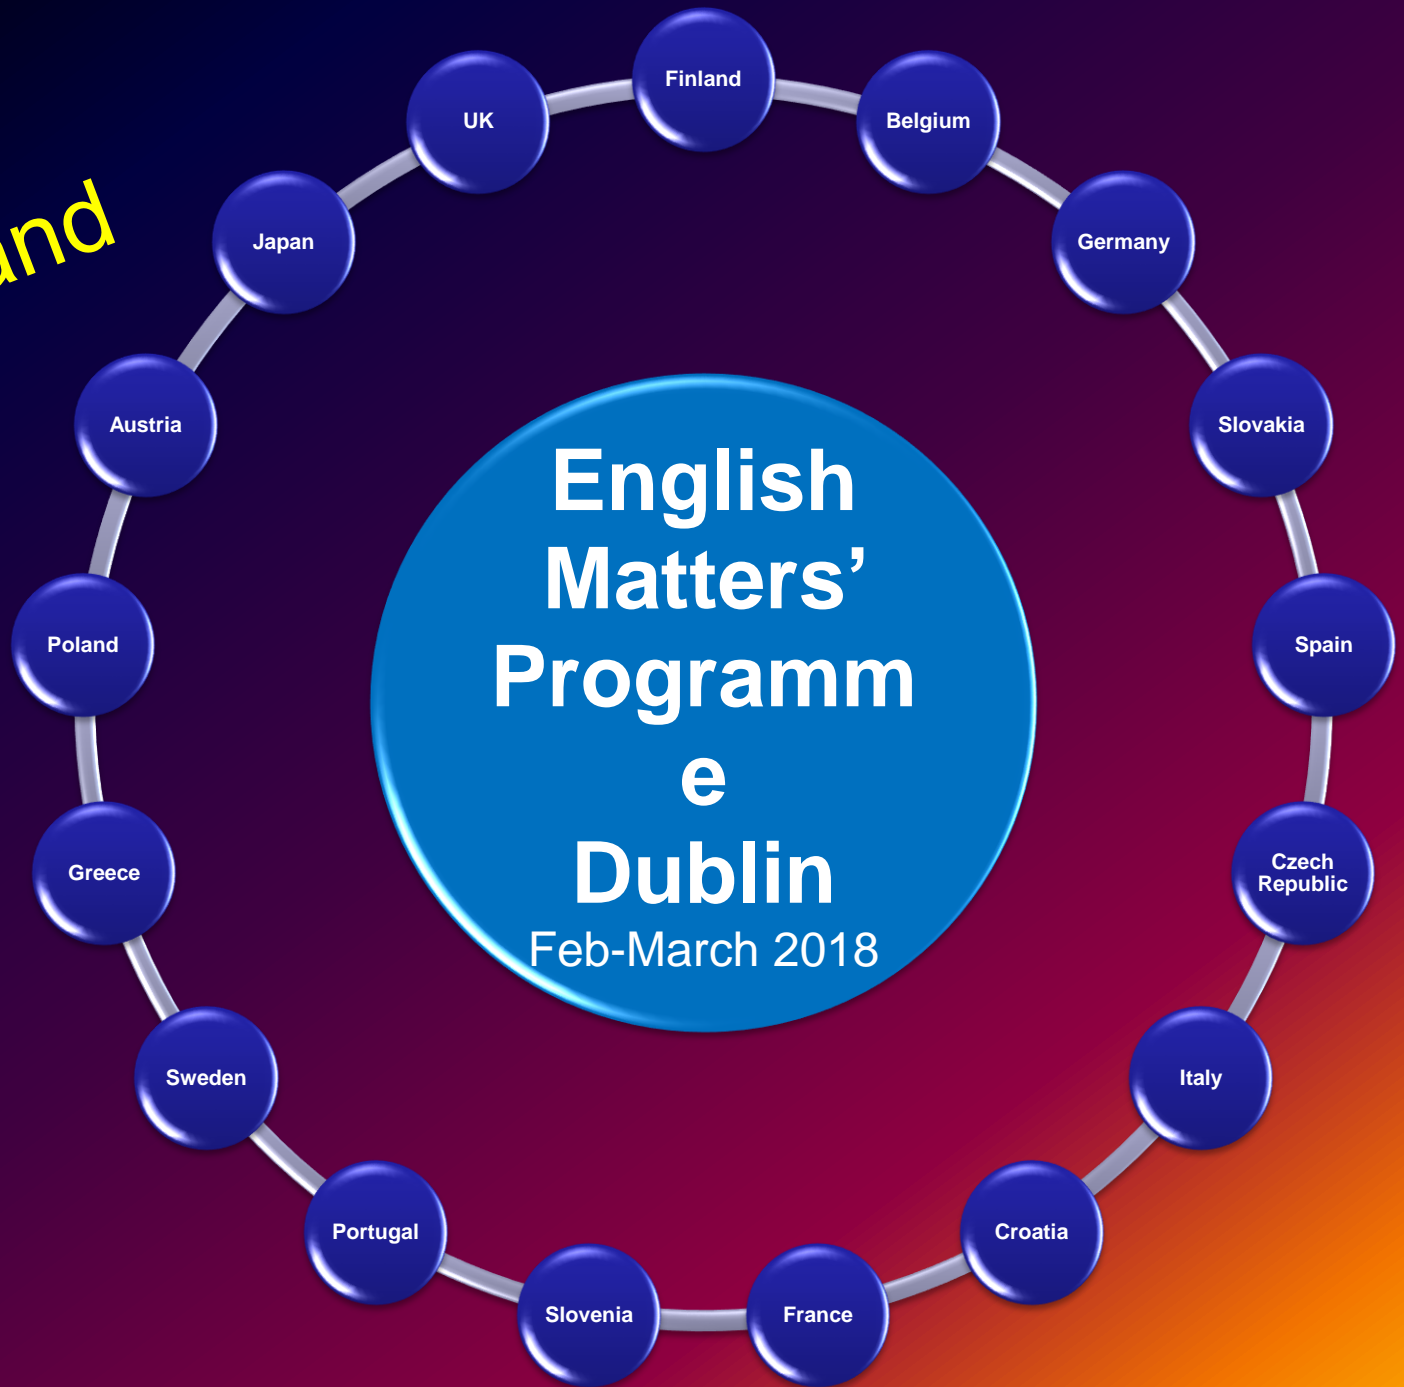 Finland
UK
Belgium
Japan
Germany
Austria
Slovakia
English
Matters’
Programm
e
Dublin
Feb-March 2018
Poland
Spain
Greece
Czech
Republic
Sweden
Italy
Portugal
Croatia
Slovenia
France